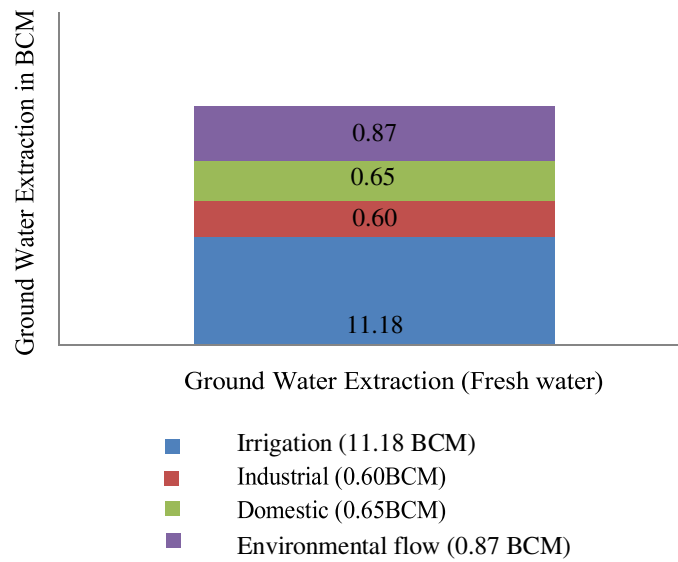 Ground Water Extraction in BCM
0.87
0.65
0.60
11.18
Ground Water Extraction (Fresh water)
Irrigation (11.18 BCM)
Industrial (0.60BCM)
Domestic (0.65BCM)
Environmental flow (0.87 BCM)